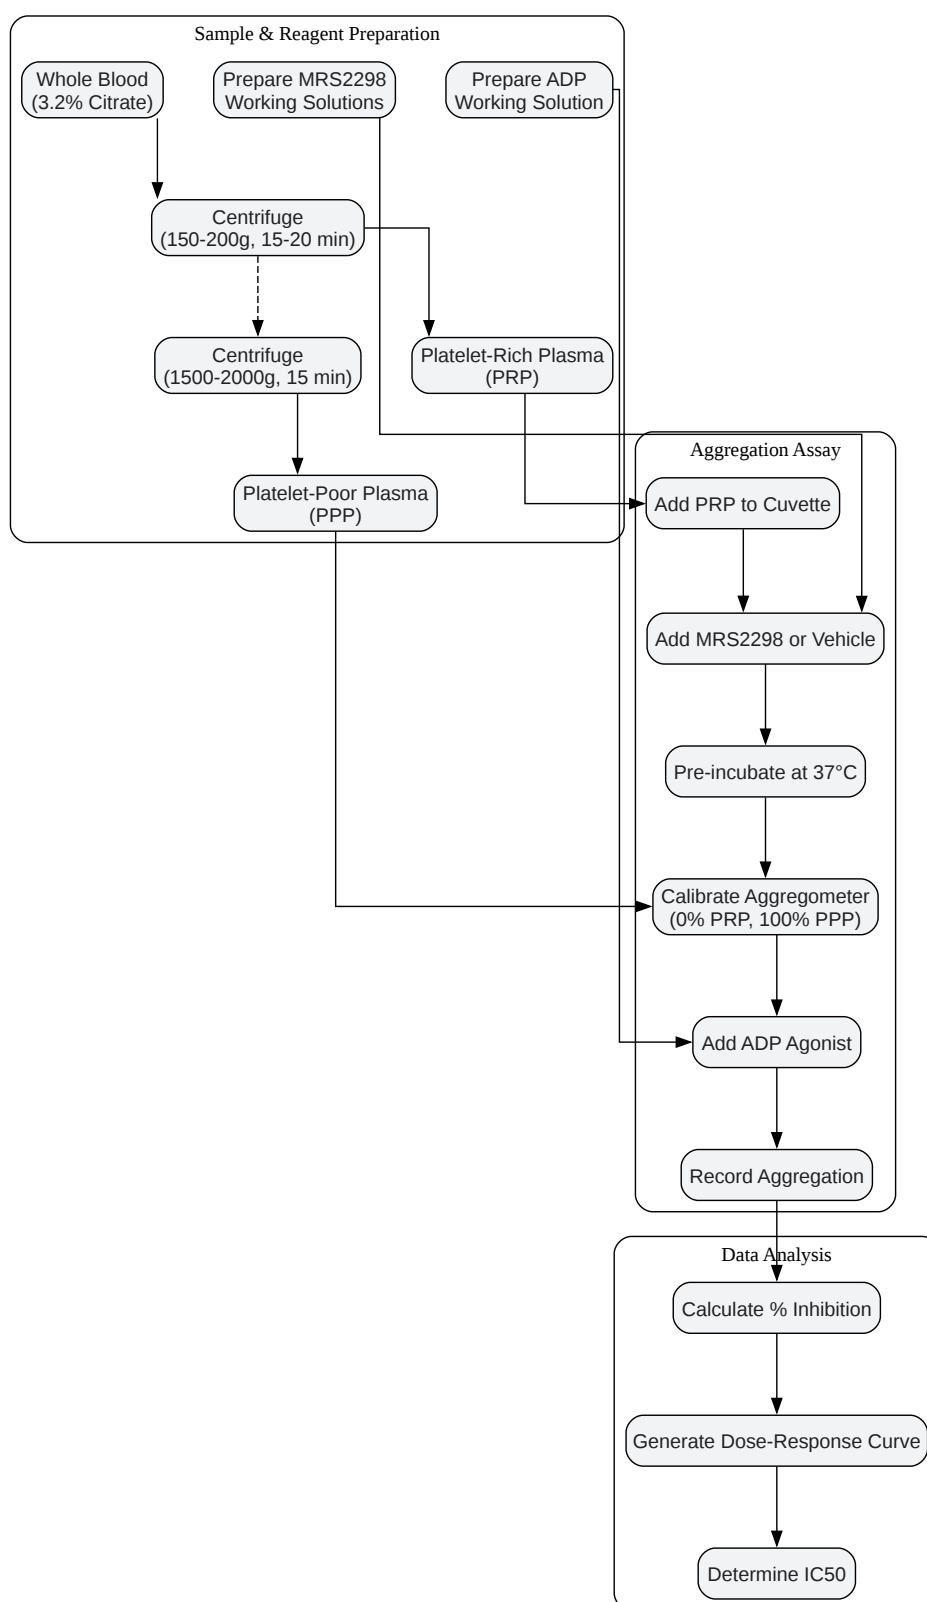 Sample & Reagent Preparation
Whole Blood
(3.2% Citrate)
Prepare MRS2298
Working Solutions
Prepare ADP
Working Solution
Centrifuge
(150-200g, 15-20 min)
Centrifuge
(1500-2000g, 15 min)
Platelet-Rich Plasma
(PRP)
Platelet-Poor Plasma
(PPP)
Aggregation Assay
Add PRP to Cuvette
Add MRS2298 or Vehicle
Pre-incubate at 37°C
Calibrate Aggregometer
(0% PRP, 100% PPP)
Add ADP Agonist
Record Aggregation
Data Analysis
Calculate % Inhibition
Generate Dose-Response Curve
Determine IC50